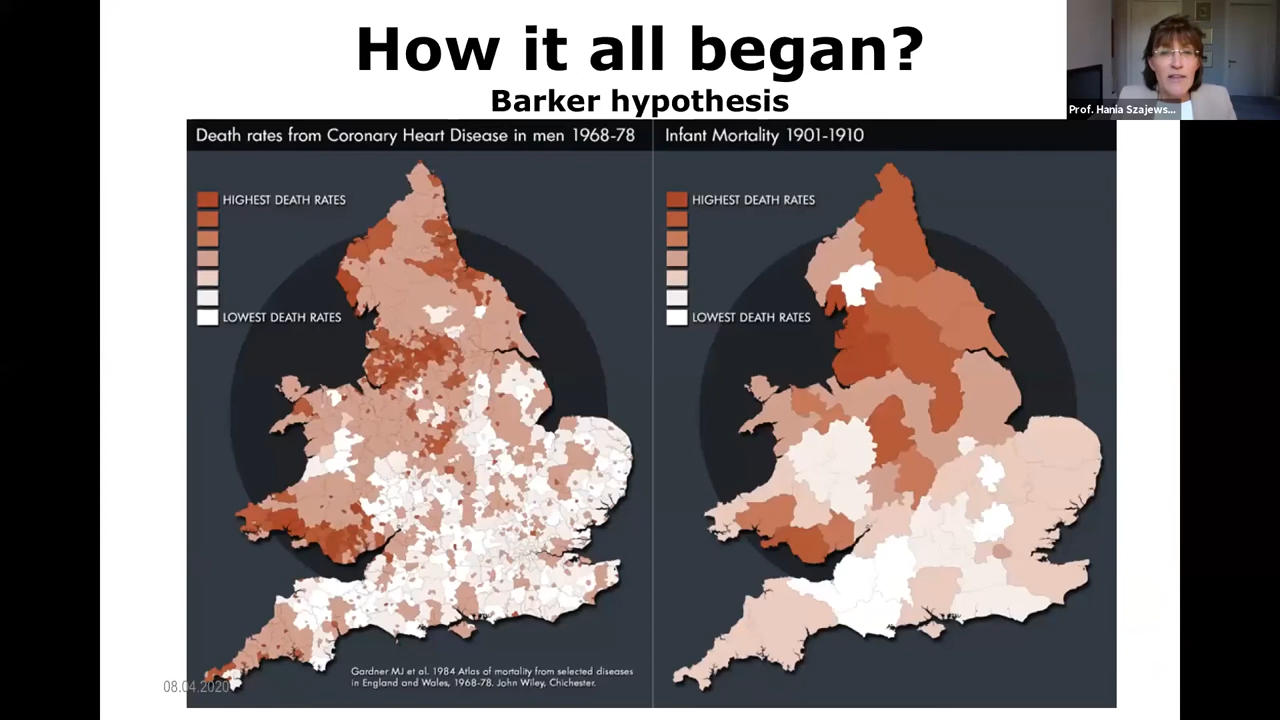 How it all began?
Barker hypothesis
Prof. Hania Szajews...
Death rates from Coronary Heart Disease in men 1968-78
HIGHEST DEATH RATES
LOWEST DEATH RATES
Gardner MJ et al. 1984 Atlas of mortality from selected diseases
in England and Wales, 1968-78. John Wiley, Chichester.
Infant Mortality 1901-1910
HIGHEST DEATH RATES
LOWEST DEATH RATES
08.04.2020